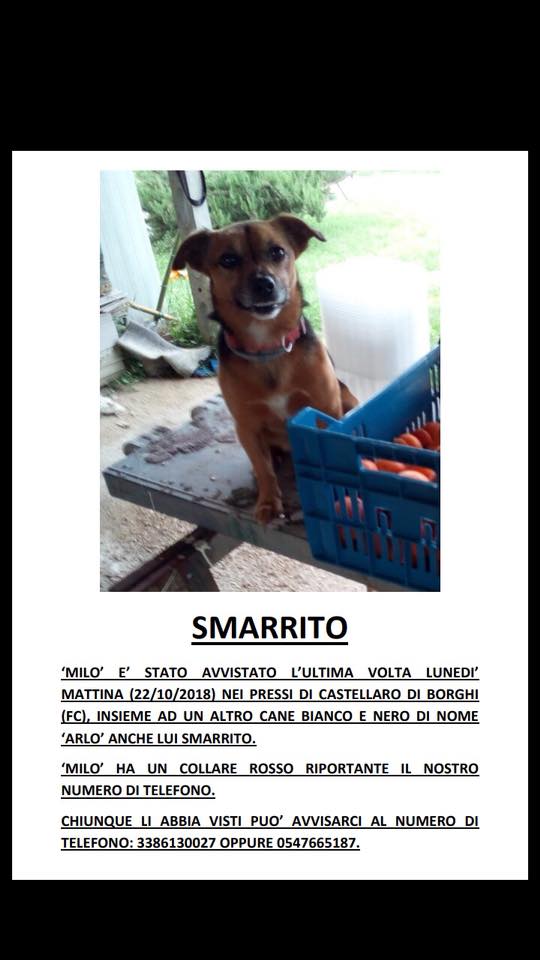 SMARRITO
‘MILO’ E’ STATO AVVISTATO L’ULTIMA VOLTA LUNEDI’
MATTINA (22/10/2018) NEI PRESSI DI CASTELLARO DI BORGHI
(FC), INSIEME AD UN ALTRO CANE BIANCO E NERO DI NOME
‘ARLO’ ANCHE LUI SMARRITO.
‘MILO’ HA UN COLLARE ROSSO RIPORTANTE IL NOSTRO
NUMERO DI TELEFONO.
CHIUNQUE LI ABBIA VISTI PUO’ AVVISARCI AL NUMERO DI
TELEFONO: 3386130027 OPPURE 0547665187.